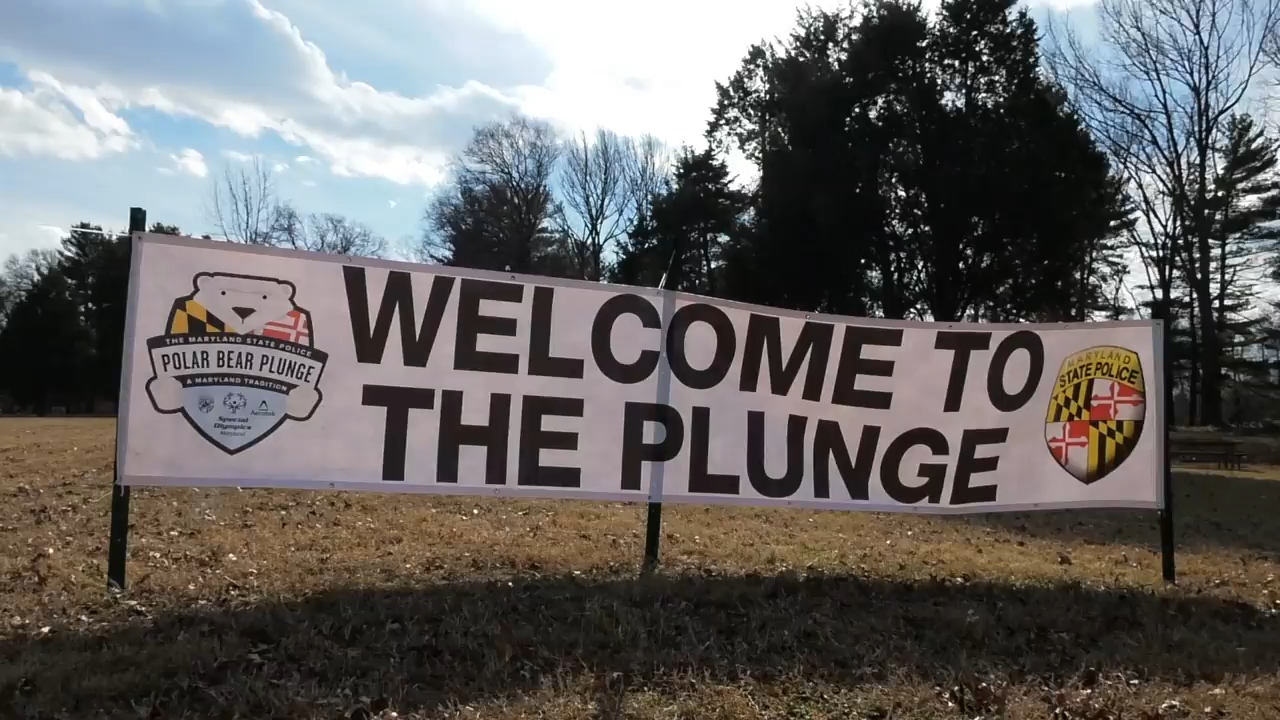 THE MARYLAND STATE POLICE
POLAR BEAR PLUNGE
A MARYLAND TRADITION
Special
Olympics
Maryland
Aerotek
WELCOME TO
THE PLUNGE
MARYLAND
STATE POLICE